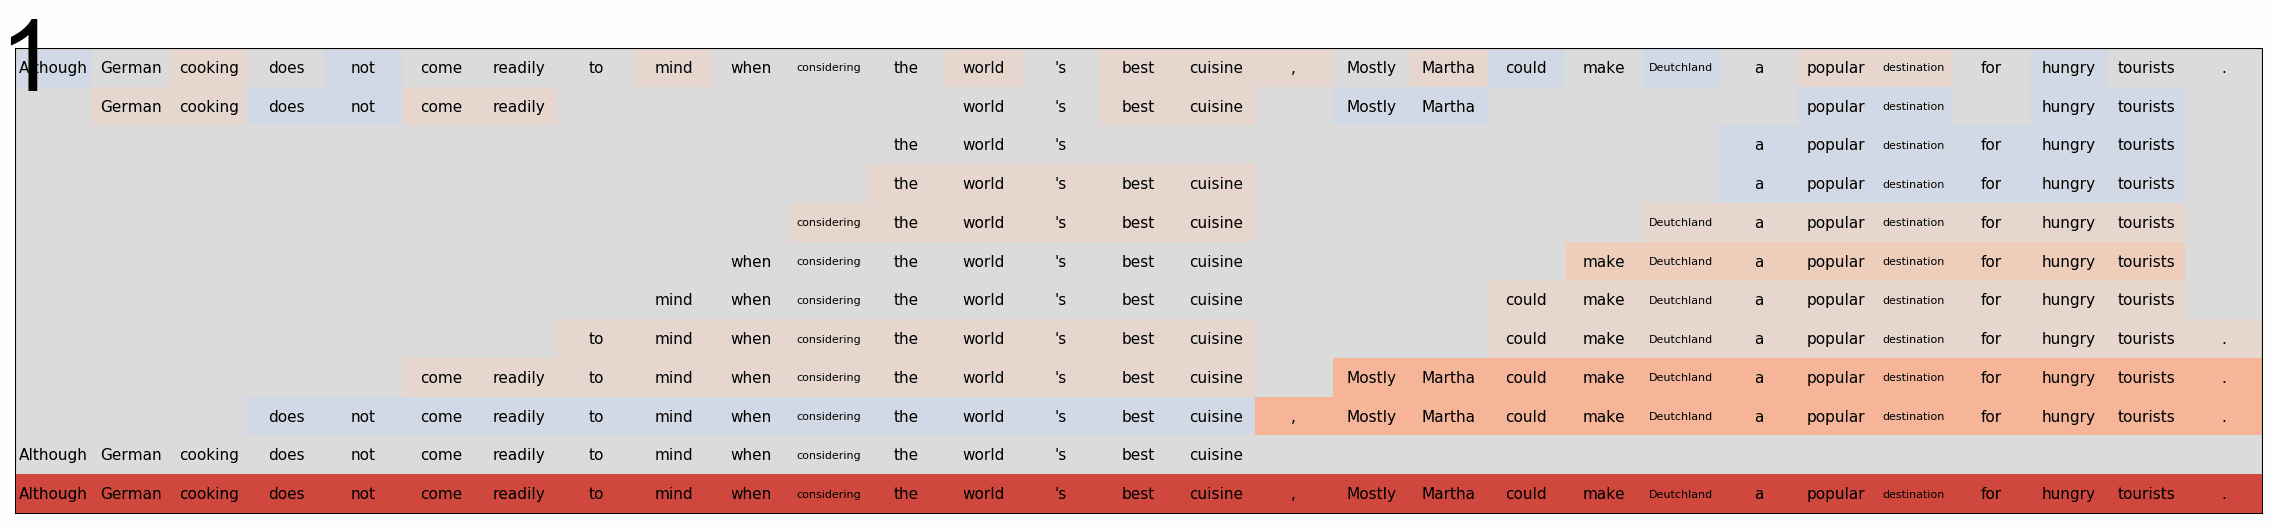 1
Although German cooking does not come readily to mind when considering the world 's best cuisine , Mostly Martha could make Deutchland a popular destination for hungry tourists .
German cooking does not come readily world 's best cuisine Mostly Martha popular destination hungry tourists
the world 's a popular destination for hungry tourists
the world 's best cuisine a popular destination for hungry tourists
considering the world 's best cuisine Deutchland a popular destination for hungry tourists
when considering the world 's best cuisine make Deutchland a popular destination for hungry tourists
mind when considering the world 's best cuisine could make Deutchland a popular destination for hungry tourists
to mind when considering the world 's best cuisine could make Deutchland a popular destination for hungry tourists .
come readily to mind when considering the world 's best cuisine Mostly Martha could make Deutchland a popular destination for hungry tourists .
does not come readily to mind when considering the world 's best cuisine , Mostly Martha could make Deutchland a popular destination for hungry tourists .
Although German cooking does not come readily to mind when considering the world 's best cuisine
Although German cooking does not come readily to mind when considering the world 's best cuisine , Mostly Martha could make Deutchland a popular destination for hungry tourists .